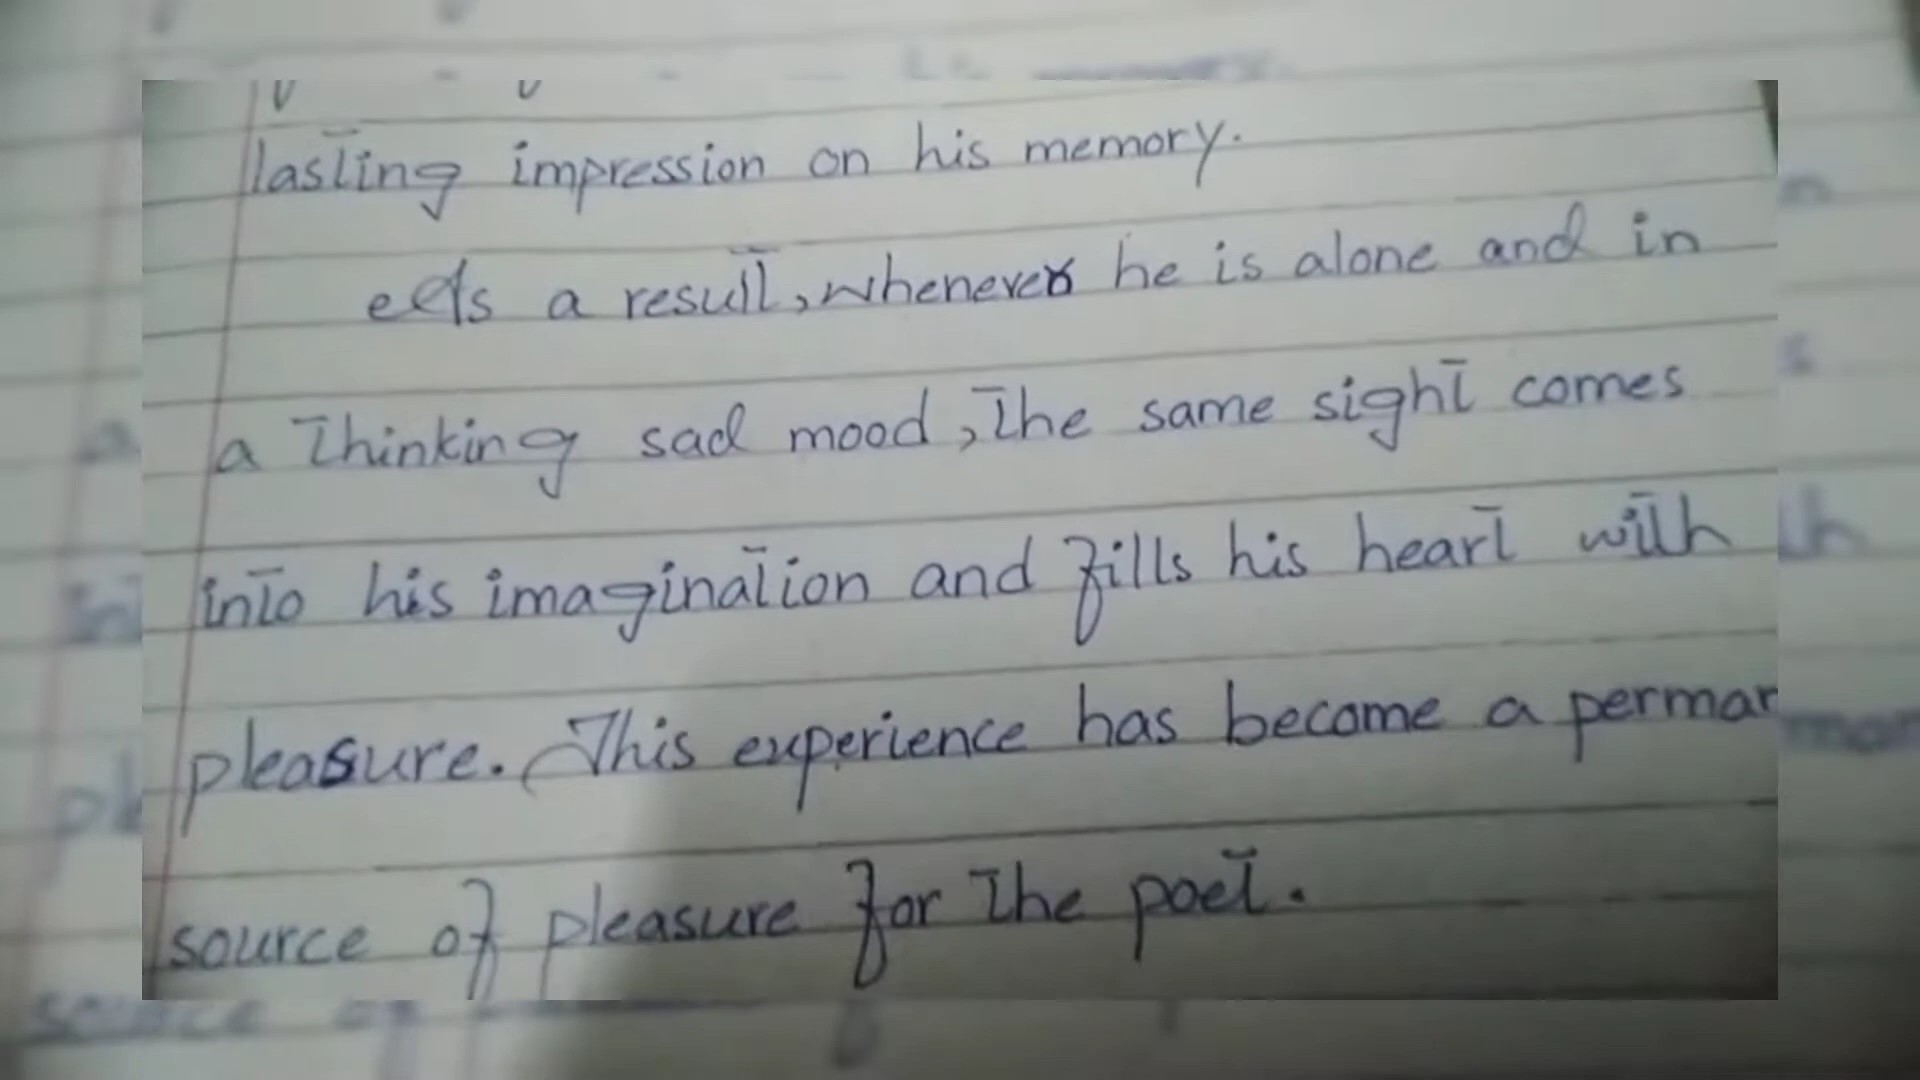 lasting impression on his memory.
As a result, whenever he is alone and in
a thinking sad mood, the same sight comes
into his imagination and fills his heart with
pleasure. This experience has become a perman
source of pleasure for the poet.